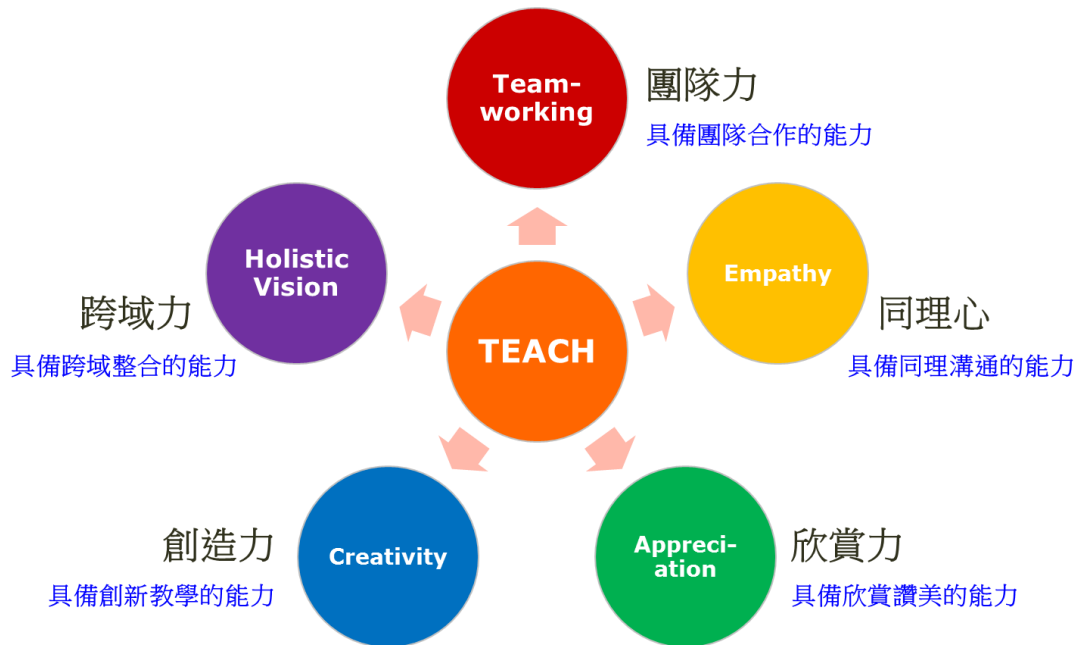 Team-
working
團隊力
具備團隊合作的能力
Empathy
同理心
具備同理溝通的能力
Appreci-
ation
欣賞力
具備欣賞讚美的能力
Creativity
創造力
具備創新教學的能力
Holistic
Vision
跨域力
具備跨域整合的能力
TEACH